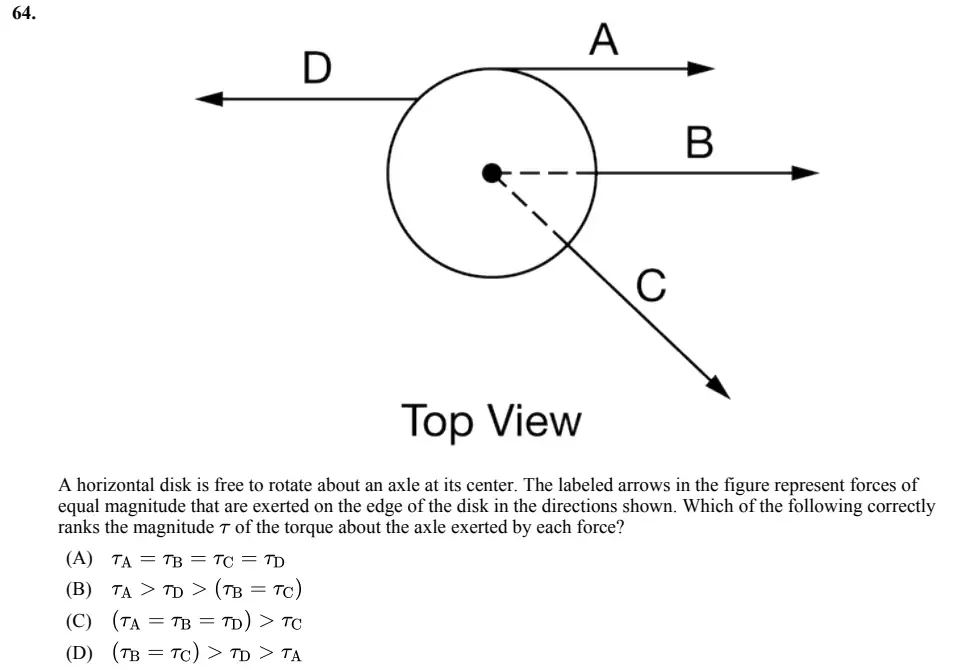 64.
A
D
B
C
Top View
A horizontal disk is free to rotate about an axle at its center. The labeled arrows in the figure represent forces of
equal magnitude that are exerted on the edge of the disk in the directions shown. Which of the following correctly
ranks the magnitude τ of the torque about the axle exerted by each force?
(A) τA = τB = τC = τD
(B) τA > τD > (τB = τC)
(C) (τA = τB = τD) > τC
(D) (τB = τC) > τD > τA